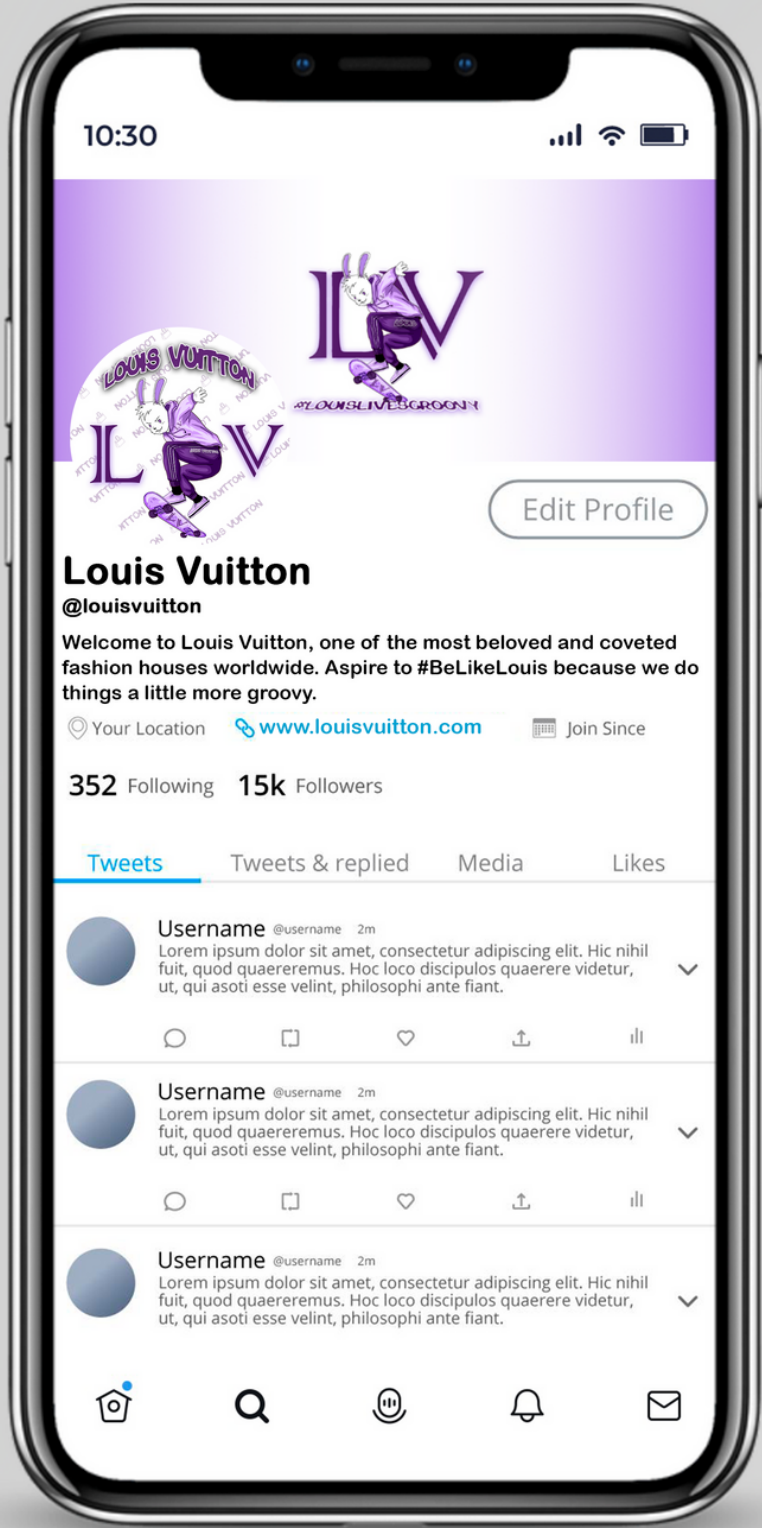 10:30
LV
#LOUISLIVESGROOVY
LOUIS VUITTON
L V
Edit Profile
Louis Vuitton
@louisvuitton
Welcome to Louis Vuitton, one of the most beloved and coveted
fashion houses worldwide. Aspire to #BeLikeLouis because we do
things a little more groovy.
Your Location www.louisvuitton.com Join Since
352 Following 15k Followers
Tweets Tweets & replied Media Likes
Username @username 2m
Lorem ipsum dolor sit amet, consectetur adipiscing elit. Hic nihil
fuit, quod quaereremus. Hoc loco discipulos quaerere videtur,
ut, qui asoti esse velint, philosophi ante fiant.
Username @username 2m
Lorem ipsum dolor sit amet, consectetur adipiscing elit. Hic nihil
fuit, quod quaereremus. Hoc loco discipulos quaerere videtur,
ut, qui asoti esse velint, philosophi ante fiant.
Username @username 2m
Lorem ipsum dolor sit amet, consectetur adipiscing elit. Hic nihil
fuit, quod quaereremus. Hoc loco discipulos quaerere videtur,
ut, qui asoti esse velint, philosophi ante fiant.